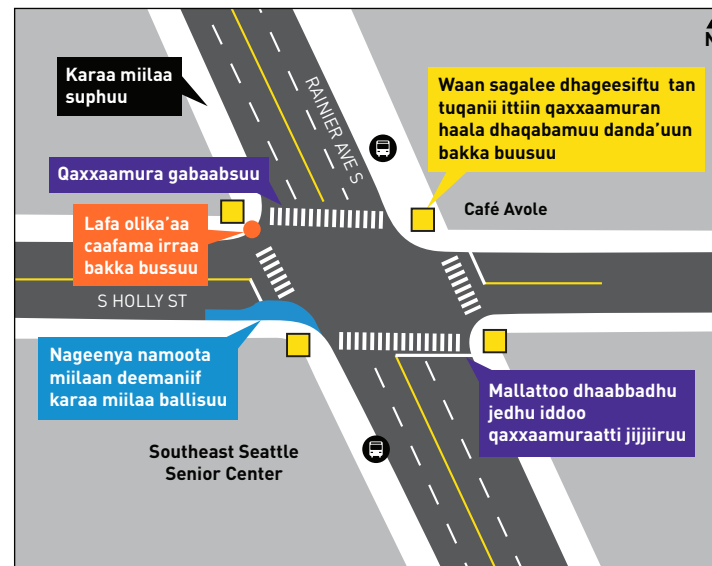 N
Karaa miilaa
suphuu
RAINIER AVE S
Waan sagalee dhageesiftu tan
tuqanii ittiin qaxxaamuran
haala dhaqabamuu danda'uun
bakka buusuu
Qaxxaamura gabaabsuu
Café Avole
Lafa olika'aa
caafama irraa
bakka bussuu
S HOLLY ST
Nageenya namoota
miilaan deemaniif
karaa miilaa ballisuu
Mallattoo dhaabbadhu
jedhu iddoo
qaxxaamuraatti jijjiiruu
Southeast Seattle
Senior Center